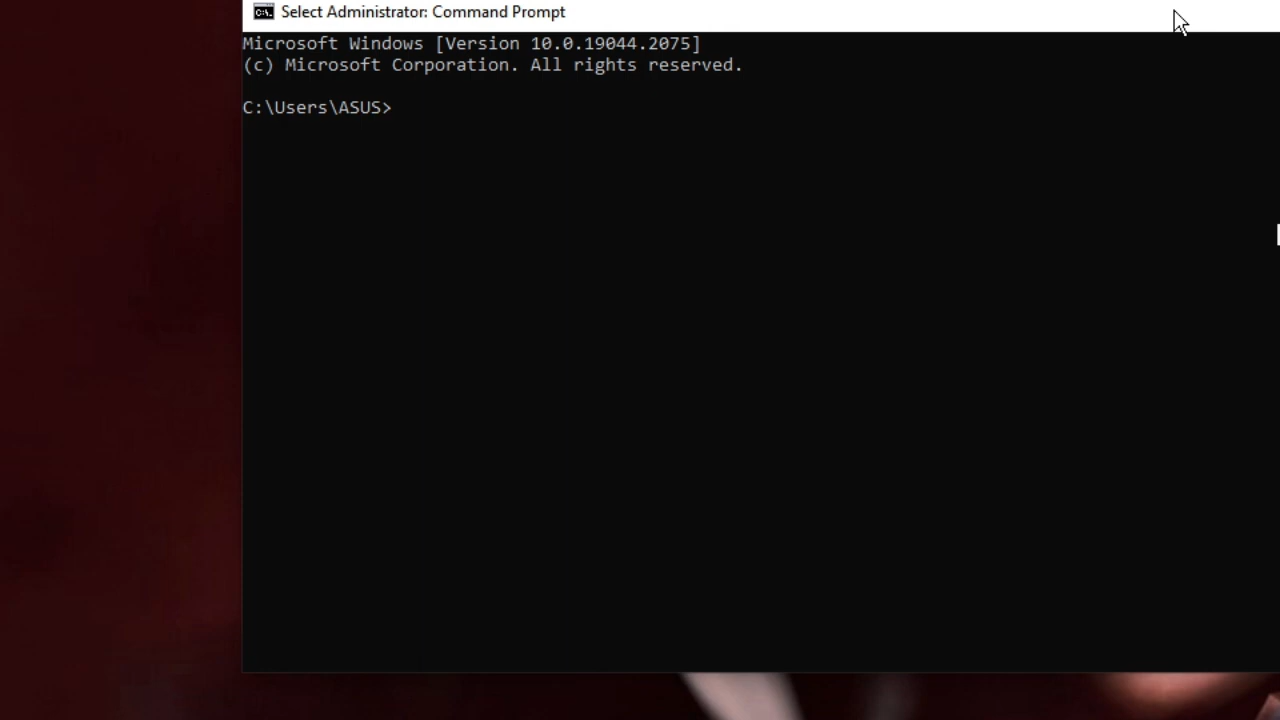 Select Administrator: Command Prompt
Microsoft Windows [Version 10.0.19044.2075]
(c) Microsoft Corporation. All rights reserved.
C:\Users\ASUS>